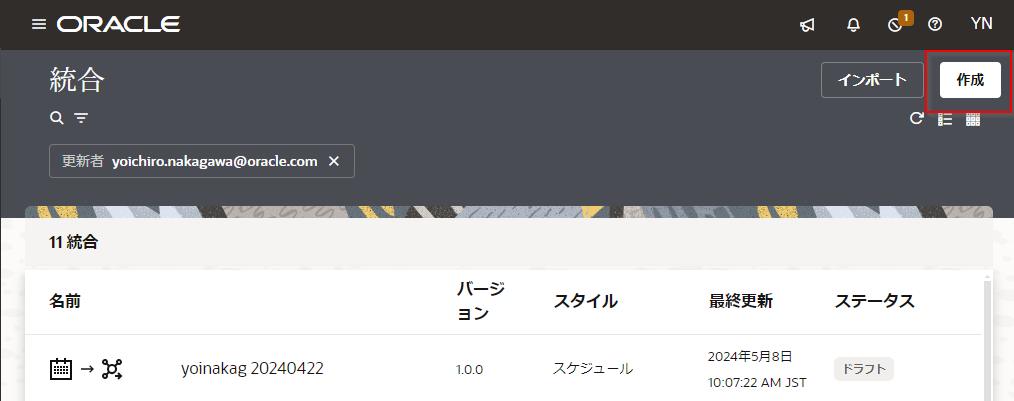 ORACLE
1
YN
統合
インポート
作成
更新者 yoichiro.nakagawa@oracle.com
11 統合
名前
バージ
ョン
スタイル
最終更新
ステータス
yoinakag 20240422
1.0.0
スケジュール
2024年5月8日
10:07:22 AM JST
ドラフト